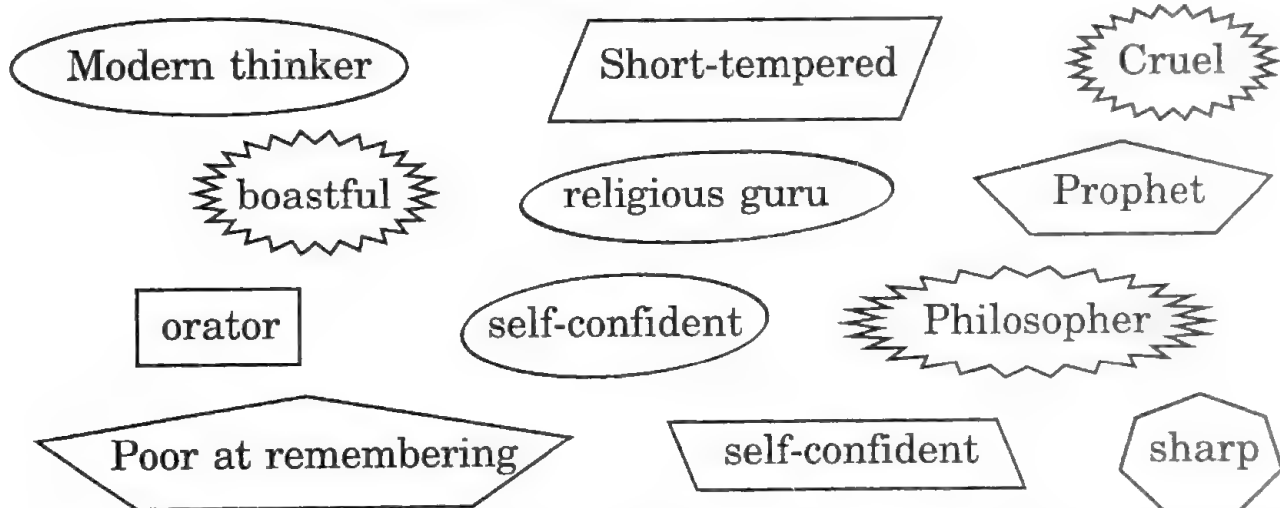 Modern thinker Short-tempered Cruel
boastful religious guru Prophet
orator self-confident Philosopher
Poor at remembering self-confident sharp